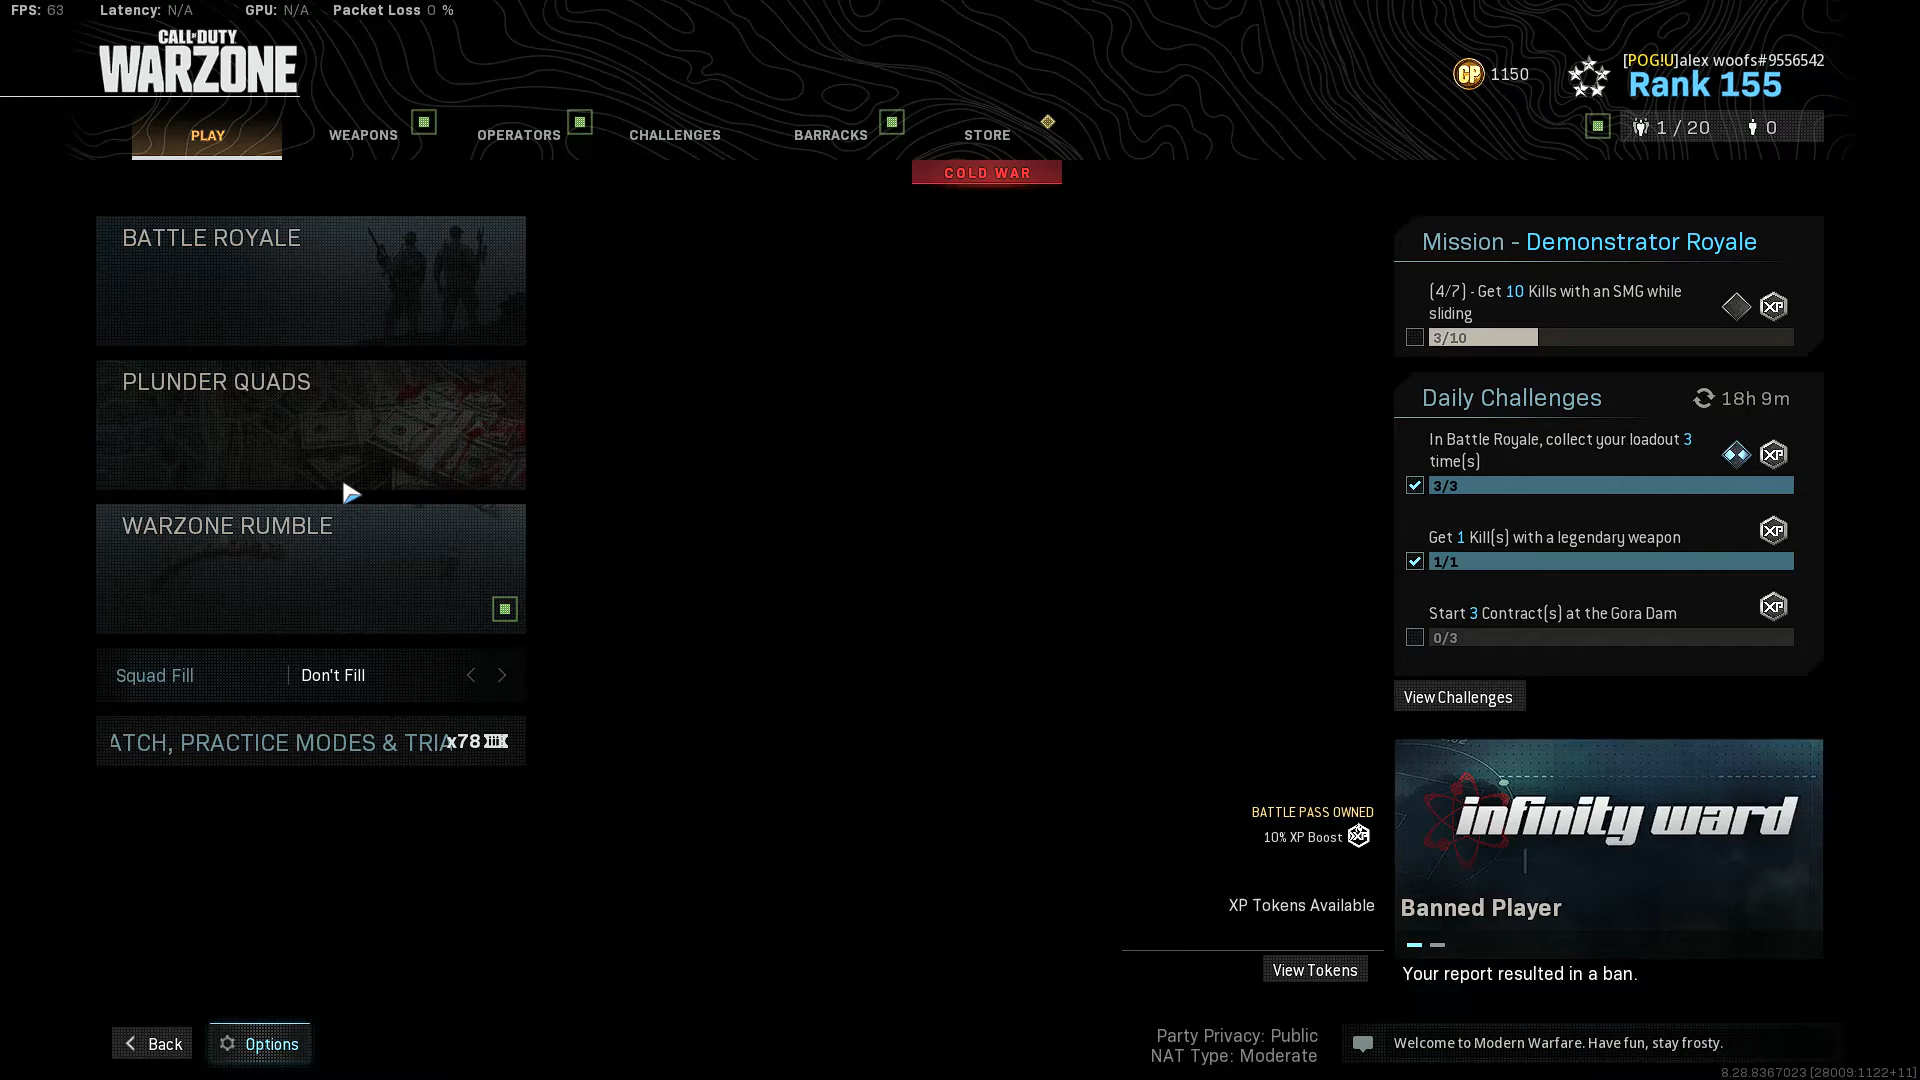 FPS: 63 Latency: N/A GPU: N/A Packet Loss 0 %
CALL OF DUTY
WARZONE
CP 1150
[POG!U]alex woofs#9556542
Rank 155
1 / 20 0
PLAY
WEAPONS
OPERATORS
CHALLENGES
BARRACKS
STORE
COLD WAR
BATTLE ROYALE
PLUNDER QUADS
WARZONE RUMBLE
Squad Fill Don't Fill
ATCH, PRACTICE MODES & TRIA x78
Mission - Demonstrator Royale
(4/7) - Get 10 Kills with an SMG while
sliding
XP
3/10
Daily Challenges 18h 9m
In Battle Royale, collect your loadout 3
time(s)
XP
3/3
Get 1 Kill(s) with a legendary weapon
XP
1/1
Start 3 Contract(s) at the Gora Dam
XP
0/3
View Challenges
BATTLE PASS OWNED
10% XP Boost
XP Tokens Available
View Tokens
infinity ward
Banned Player
Your report resulted in a ban.
Back
Options
Party Privacy: Public
NAT Type: Moderate
Welcome to Modern Warfare. Have fun, stay frosty.
8.28.8367023 [28009:1122+11]